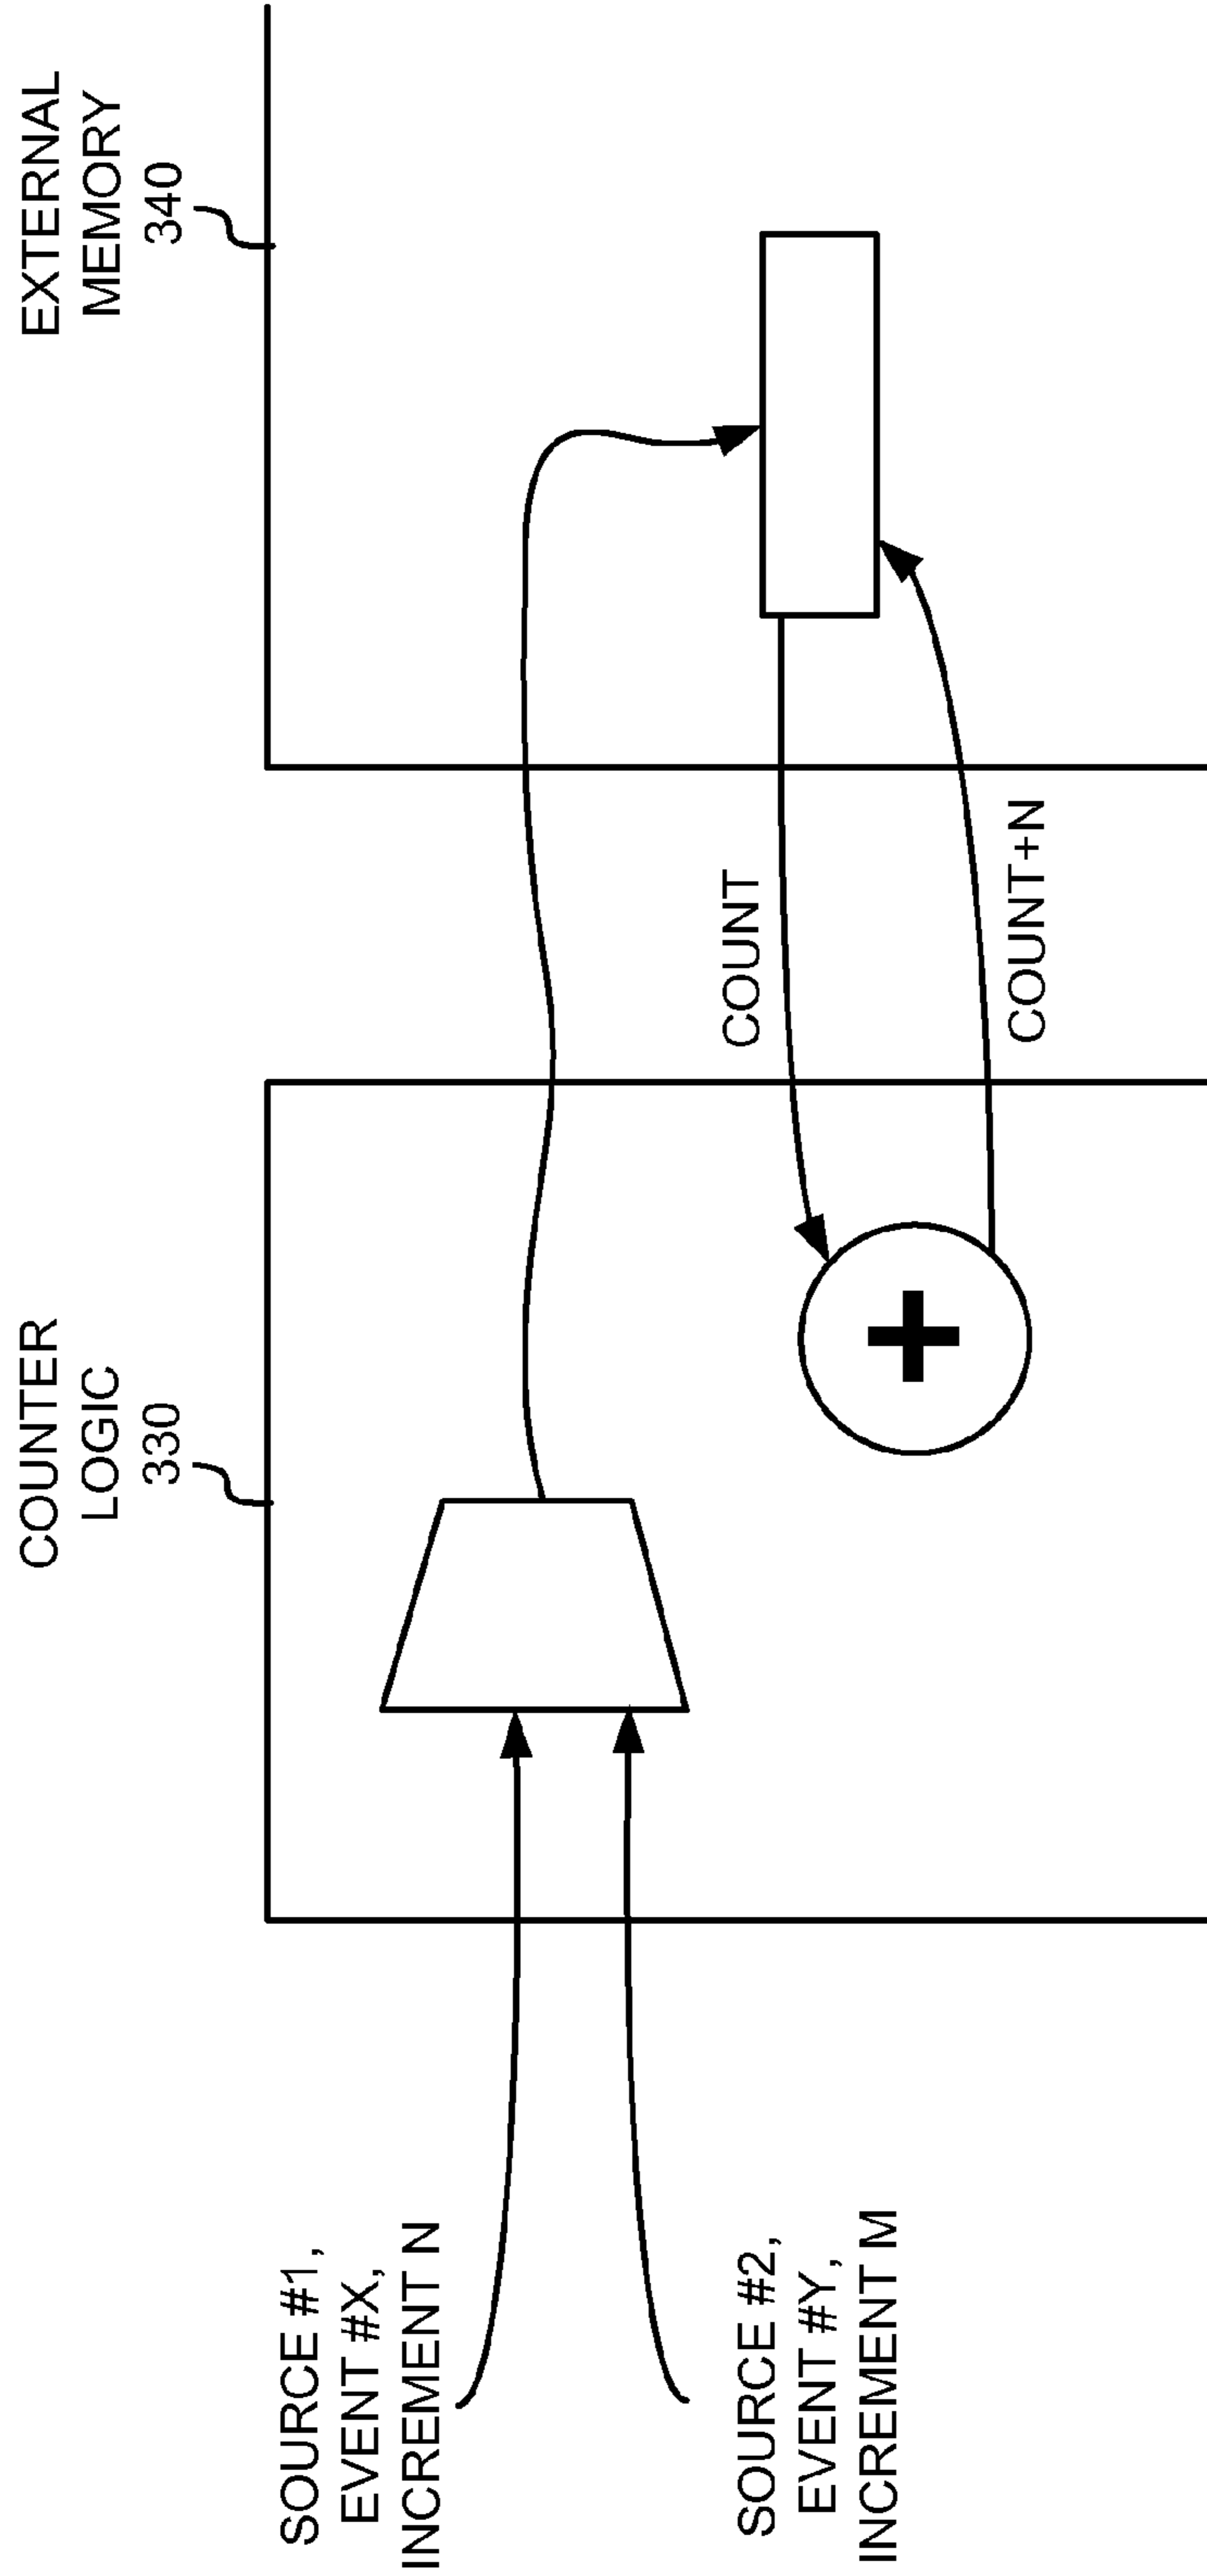 COUNTER
LOGIC
330
EXTERNAL
MEMORY
340
SOURCE #1,
EVENT #X,
INCREMENT N
SOURCE #2,
EVENT #Y,
INCREMENT M
COUNT
COUNT+N
+